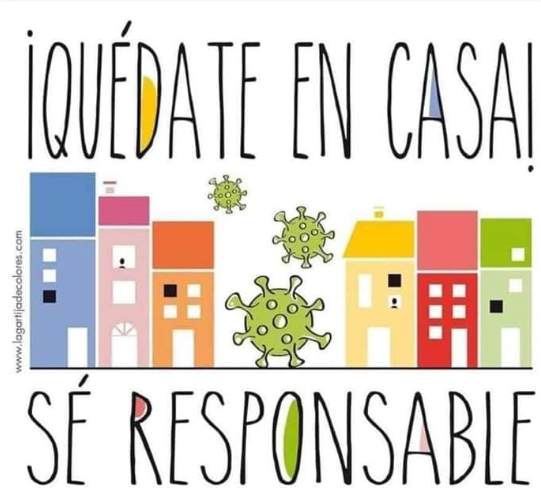 ¡QUÉDATE EN CASA!
www.lagartijadecolores.com
SÉ RESPONSABLE